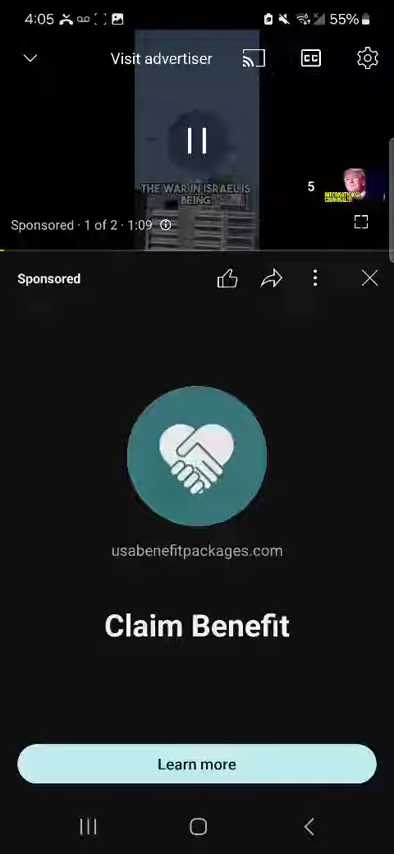 4:05
55%
Visit advertiser
CC
THE WAR IN ISRAEL IS
BEING
5
Sponsored · 1 of 2 · 1:09
Sponsored
usabenefitpackages.com
Claim Benefit
Learn more